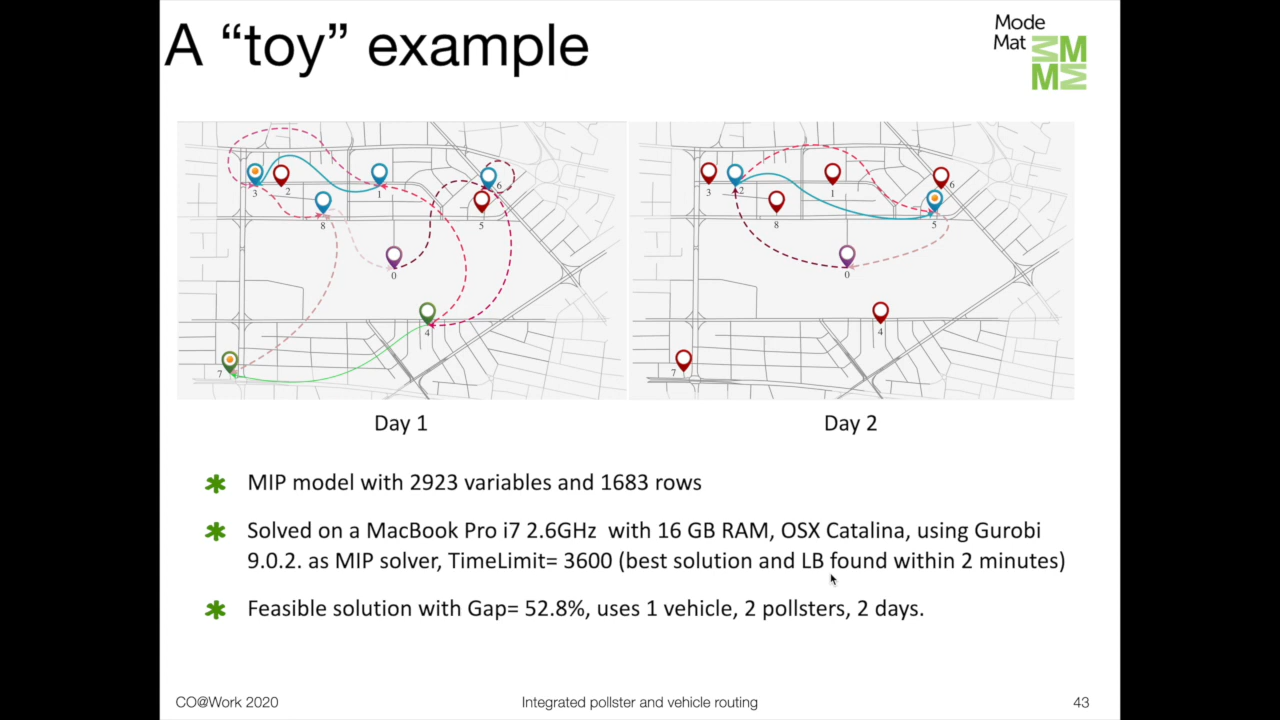 A “toy” example
Mode
Mat
MM
MM
3
2
1
6
5
8
0
4
7
3
2
1
6
5
8
0
4
7
Day 1
Day 2
MIP model with 2923 variables and 1683 rows
Solved on a MacBook Pro i7 2.6GHz with 16 GB RAM, OSX Catalina, using Gurobi
9.0.2. as MIP solver, TimeLimit= 3600 (best solution and LB found within 2 minutes)
Feasible solution with Gap= 52.8%, uses 1 vehicle, 2 pollsters, 2 days.
CO@Work 2020
Integrated pollster and vehicle routing
43